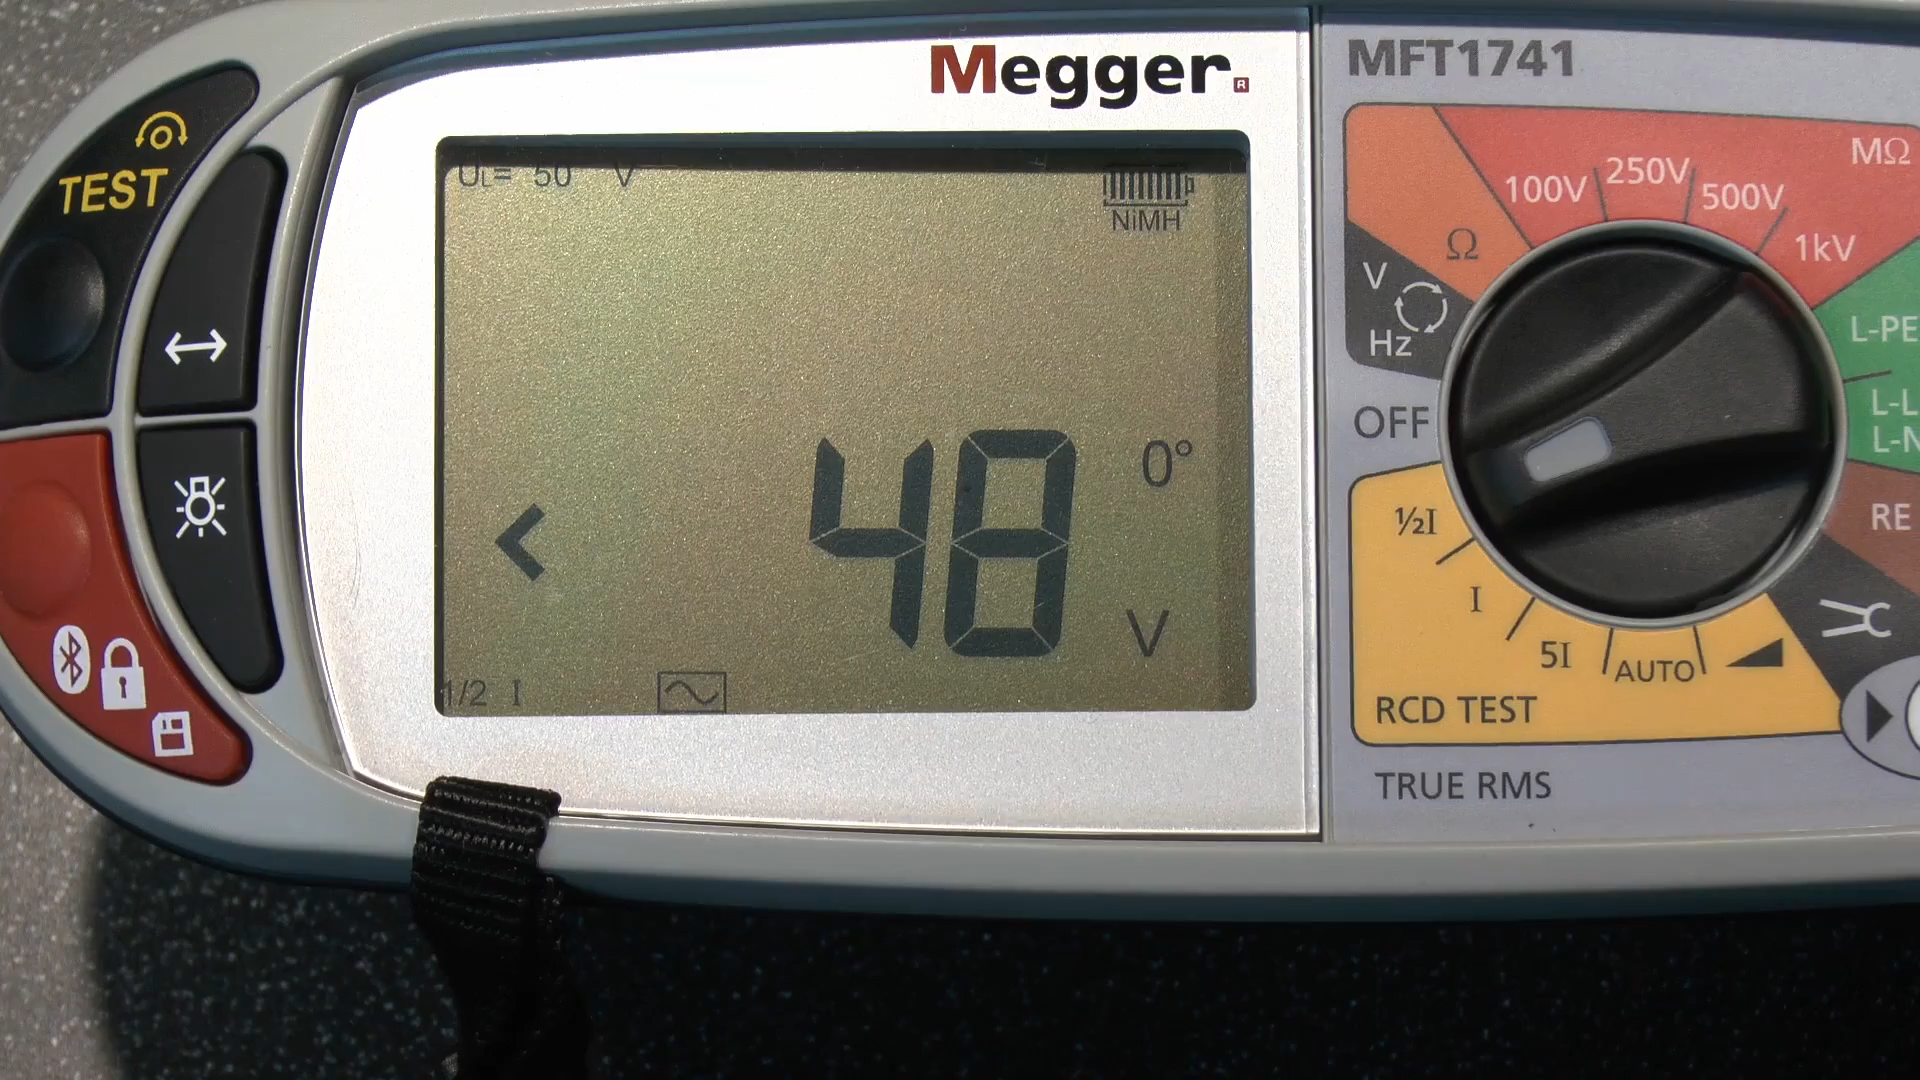 Megger.
MFT1741
TEST
UL= 50 V
NiMH
< 48 0° V
1/2 I
MΩ
100V
250V
500V
1kV
Ω
V
Hz
OFF
L-PE
L-L
L-N
RE
½I
I
5I
AUTO
RCD TEST
TRUE RMS